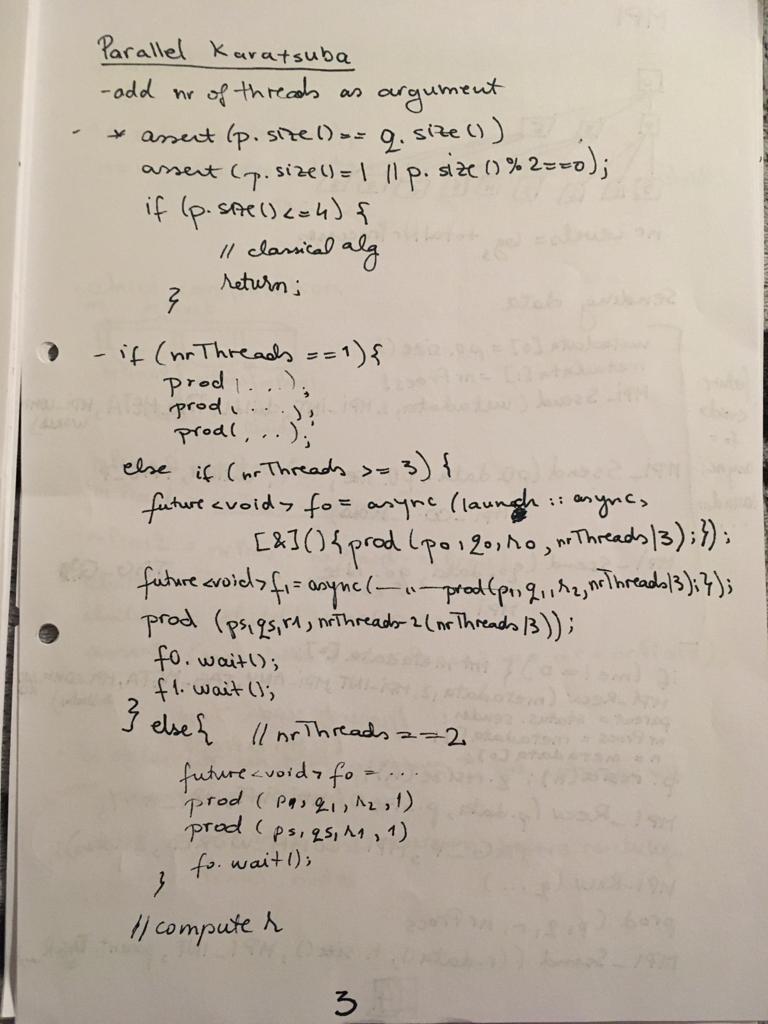 Parallel Karatsuba
-add nr of threads as argument
- * assert (p.size() == q.size())
assert (p.size()=1 || p.size()%2==0);
if (p.size()<=4) {
// classical alg
return;
}
- if (nrThreads ==1){
prod(...);
prod(...);
prod(...);
else if (nrThreads >= 3) {
future<void> f0 = async (launch :: async,
[&](){prod (p0,q0,r0,nrThreads/3);});
future<void>f1=async(—〃—prod(p1,q1,r2,nrThreads/3);});
prod (ps,qs,r1,nrThreads-2(nrThreads/3));
f0.wait();
f1.wait();
} else{ // nrThreads ==2
future<void> f0 = ...
prod (p1,q1,r2,1)
prod (ps,qs,r1,1)
f0.wait();
}
// compute r
3